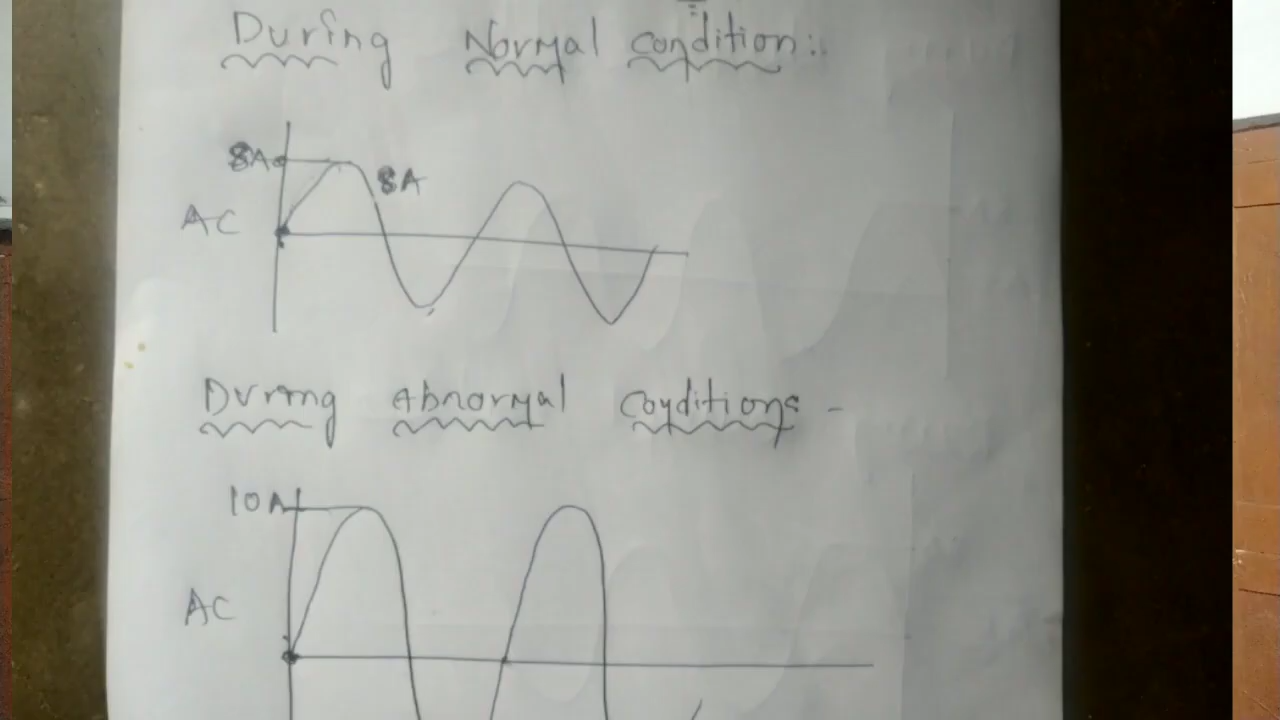 During Normal condition:
8A
8A
AC
During Abnormal Conditions -
10A
AC